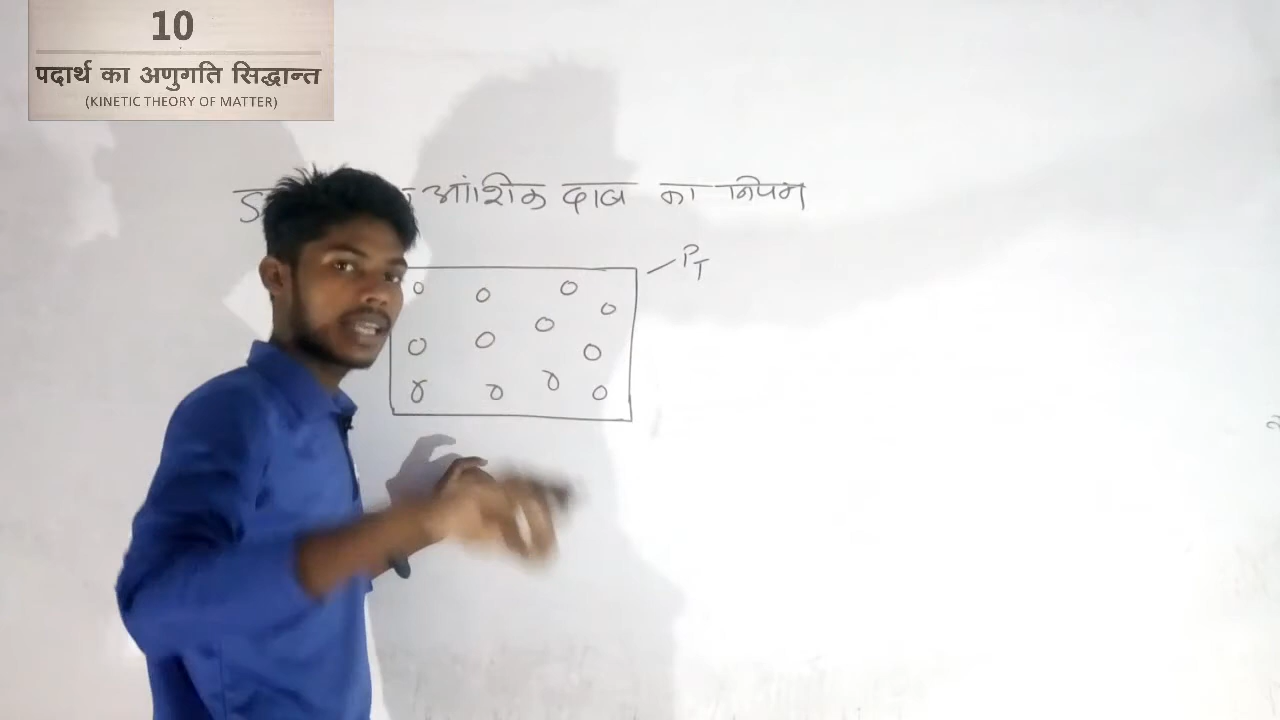 10
पदार्थ का अणुगति सिद्धान्त
(KINETIC THEORY OF MATTER)
आंशिक दाब का नियम
P_T